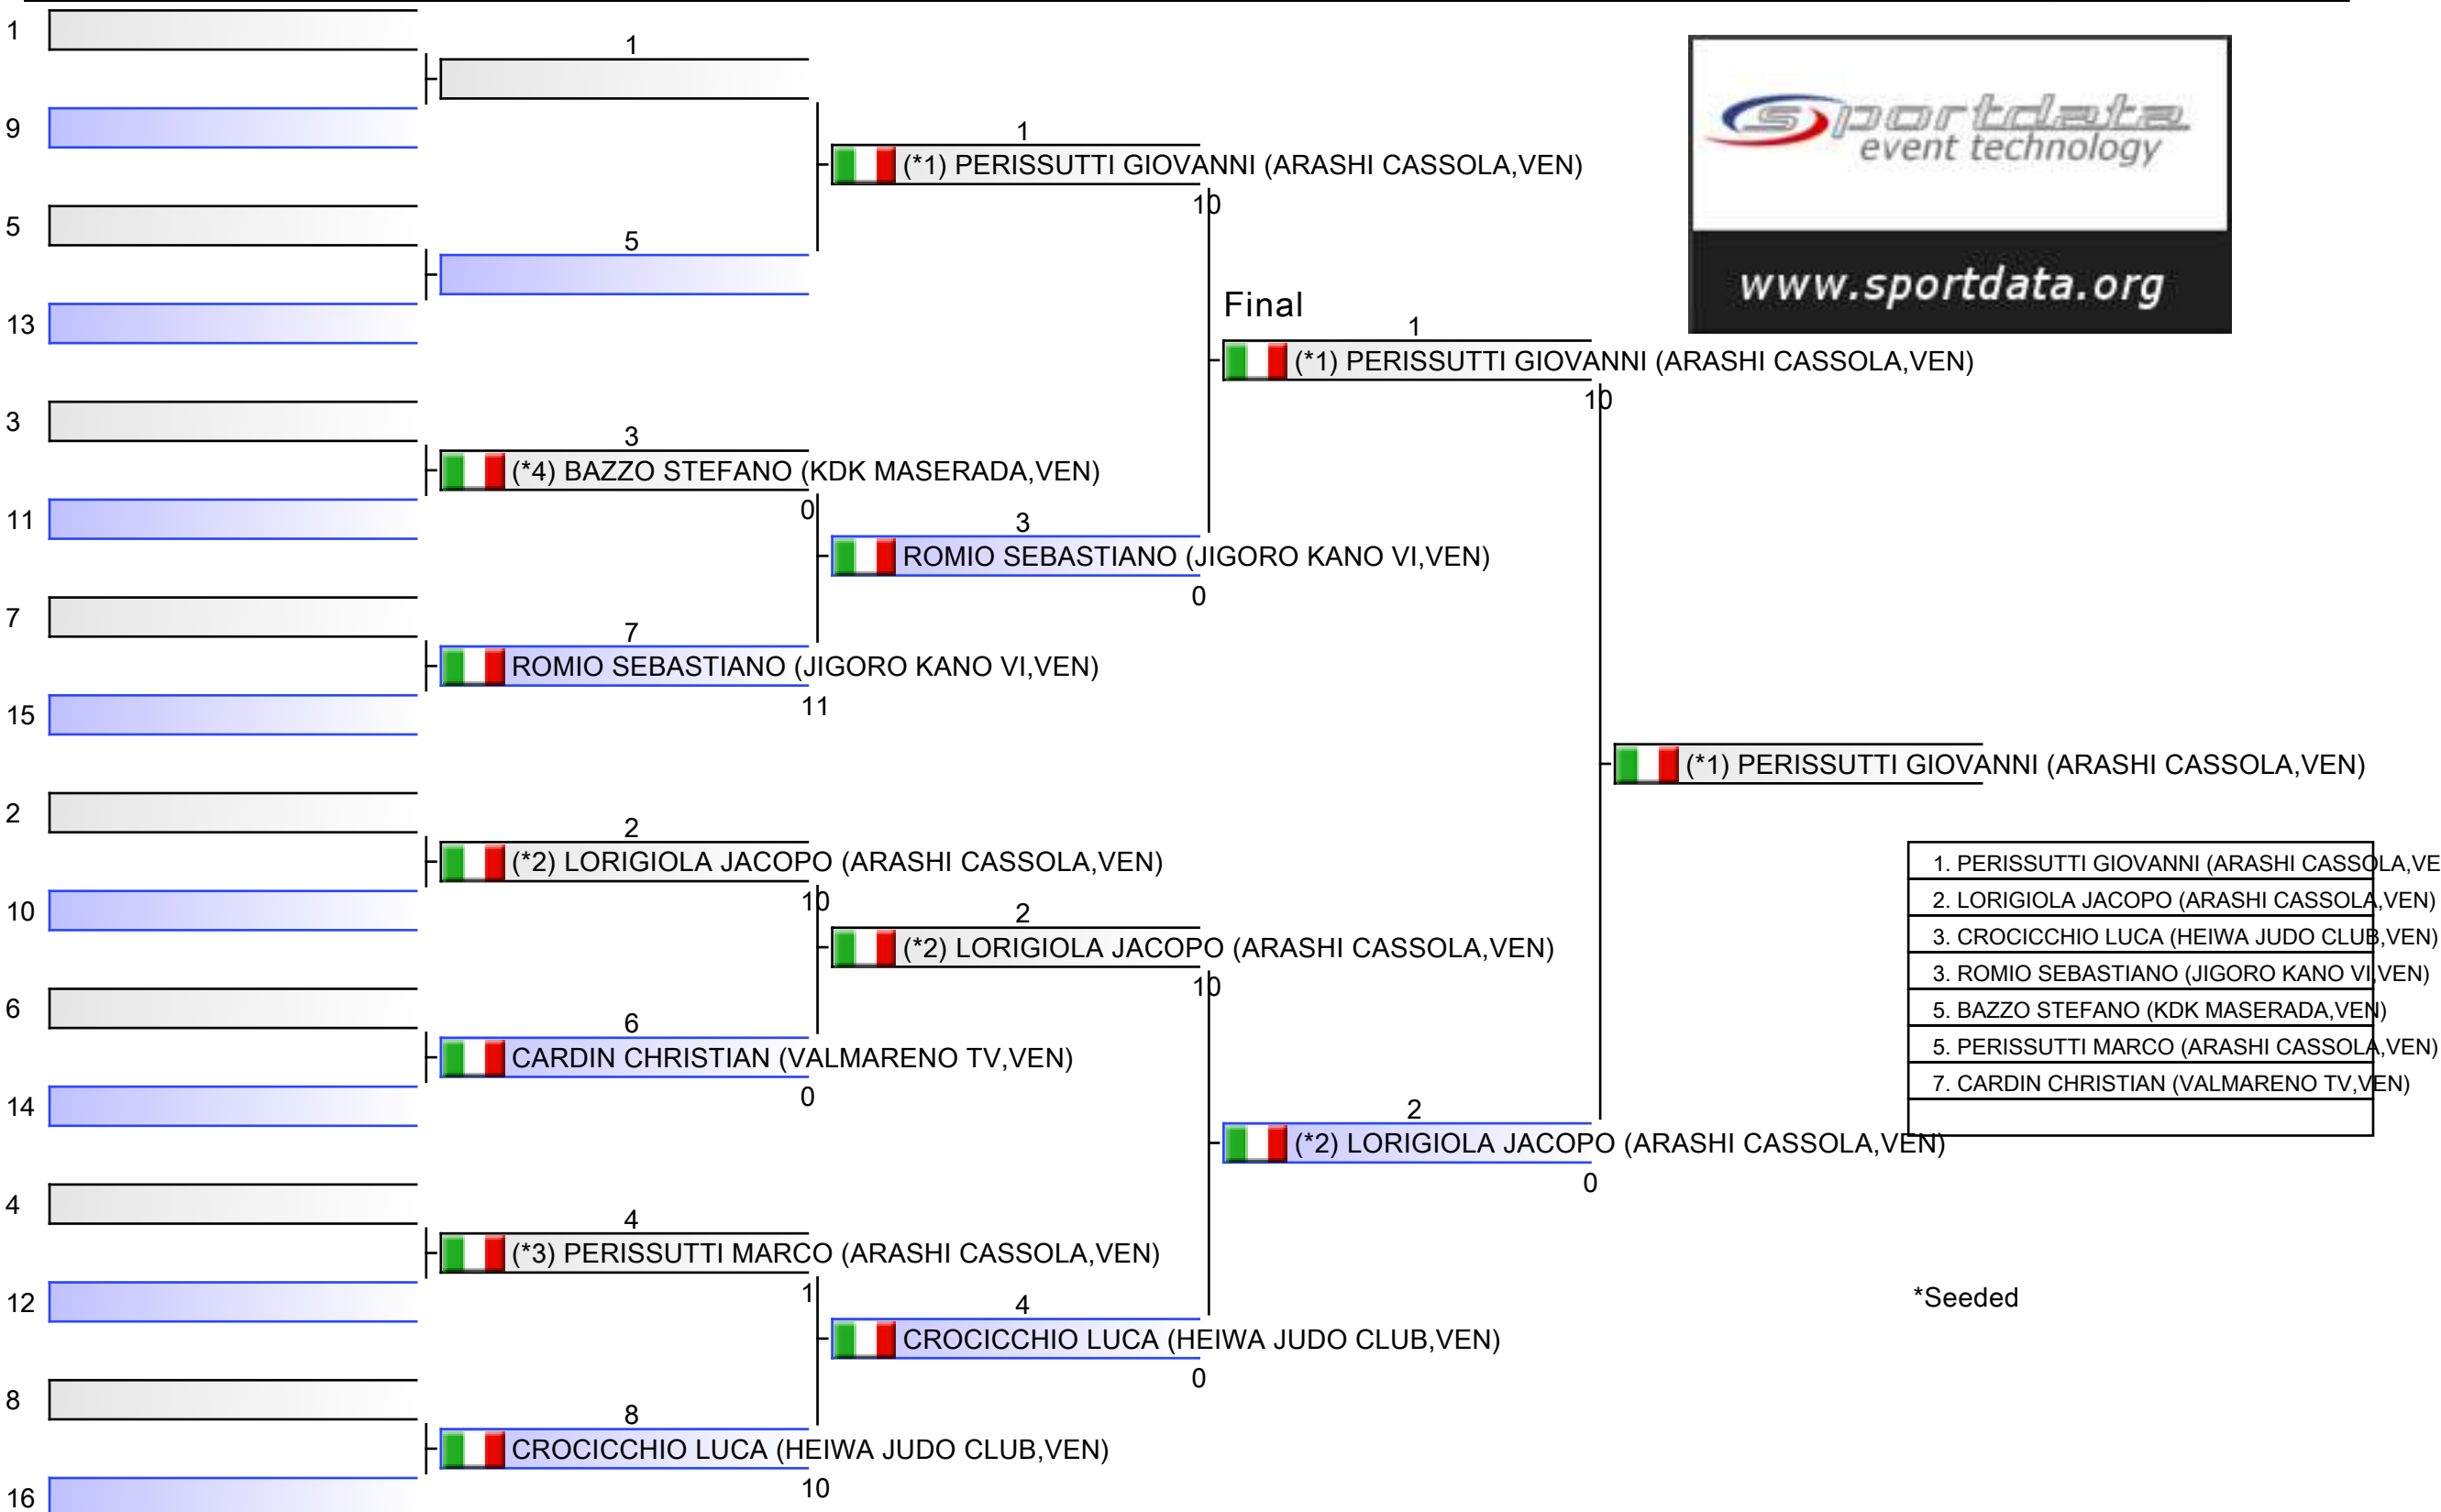 1
1
9
1
(*1) PERISSUTTI GIOVANNI (ARASHI CASSOLA,VEN)
10
sportdata
event technology
www.sportdata.org
5
5
13
Final
1
(*1) PERISSUTTI GIOVANNI (ARASHI CASSOLA,VEN)
10
3
3
(*4) BAZZO STEFANO (KDK MASERADA,VEN)
0
11
3
ROMIO SEBASTIANO (JIGORO KANO VI,VEN)
0
7
7
ROMIO SEBASTIANO (JIGORO KANO VI,VEN)
11
15
(*1) PERISSUTTI GIOVANNI (ARASHI CASSOLA,VEN)
2
2
(*2) LORIGIOLA JACOPO (ARASHI CASSOLA,VEN)
10
10
2
(*2) LORIGIOLA JACOPO (ARASHI CASSOLA,VEN)
10
1. PERISSUTTI GIOVANNI (ARASHI CASSOLA,VE
2. LORIGIOLA JACOPO (ARASHI CASSOLA,VEN)
3. CROCICCHIO LUCA (HEIWA JUDO CLUB,VEN)
3. ROMIO SEBASTIANO (JIGORO KANO VI,VEN)
5. BAZZO STEFANO (KDK MASERADA,VEN)
5. PERISSUTTI MARCO (ARASHI CASSOLA,VEN)
7. CARDIN CHRISTIAN (VALMARENO TV,VEN)
6
6
CARDIN CHRISTIAN (VALMARENO TV,VEN)
0
14
2
(*2) LORIGIOLA JACOPO (ARASHI CASSOLA,VEN)
0
4
4
(*3) PERISSUTTI MARCO (ARASHI CASSOLA,VEN)
1
12
4
CROCICCHIO LUCA (HEIWA JUDO CLUB,VEN)
0
*Seeded
8
8
CROCICCHIO LUCA (HEIWA JUDO CLUB,VEN)
10
16